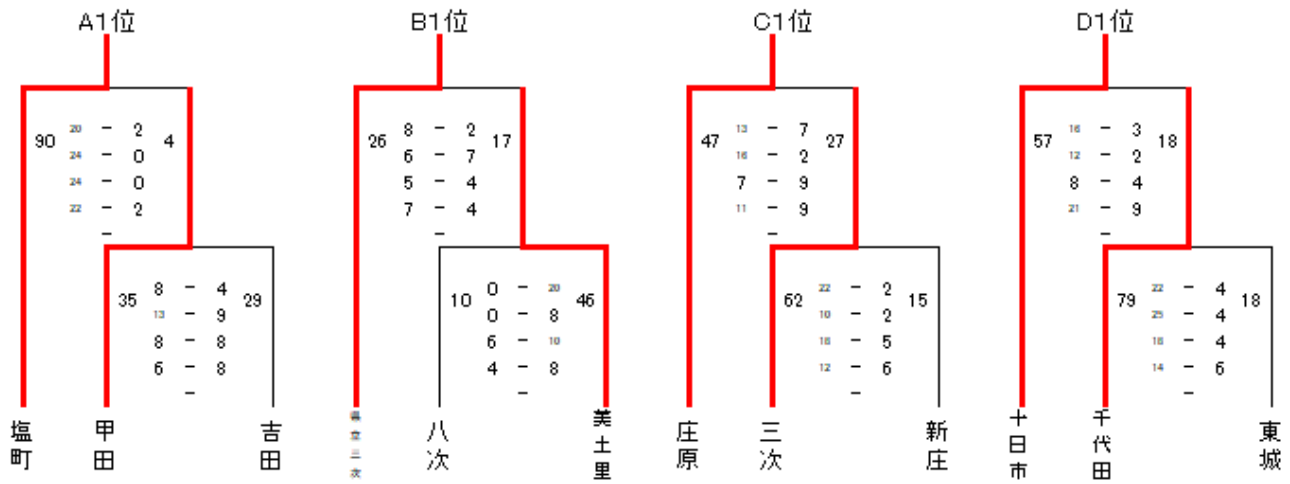 A1位 B1位 C1位 D1位
90 20 - 2 4 26 8 - 2 17 47 13 - 7 27 57 16 - 3 18
24 - 0 6 - 7 16 - 2 12 - 2
24 - 0 5 - 4 7 - 9 8 - 4
22 - 2 7 - 4 11 - 9 21 - 9
- - - -
35 8 - 4 29 10 0 - 20 46 62 22 - 2 15 79 22 - 4 18
13 - 9 0 - 8 10 - 2 25 - 4
8 - 8 6 - 10 18 - 5 18 - 4
6 - 8 4 - 8 12 - 6 14 - 6
- - - -
塩町
甲田
吉田
県立三次
八次
美土里
庄原
三次
新庄
十日市
千代田
東城